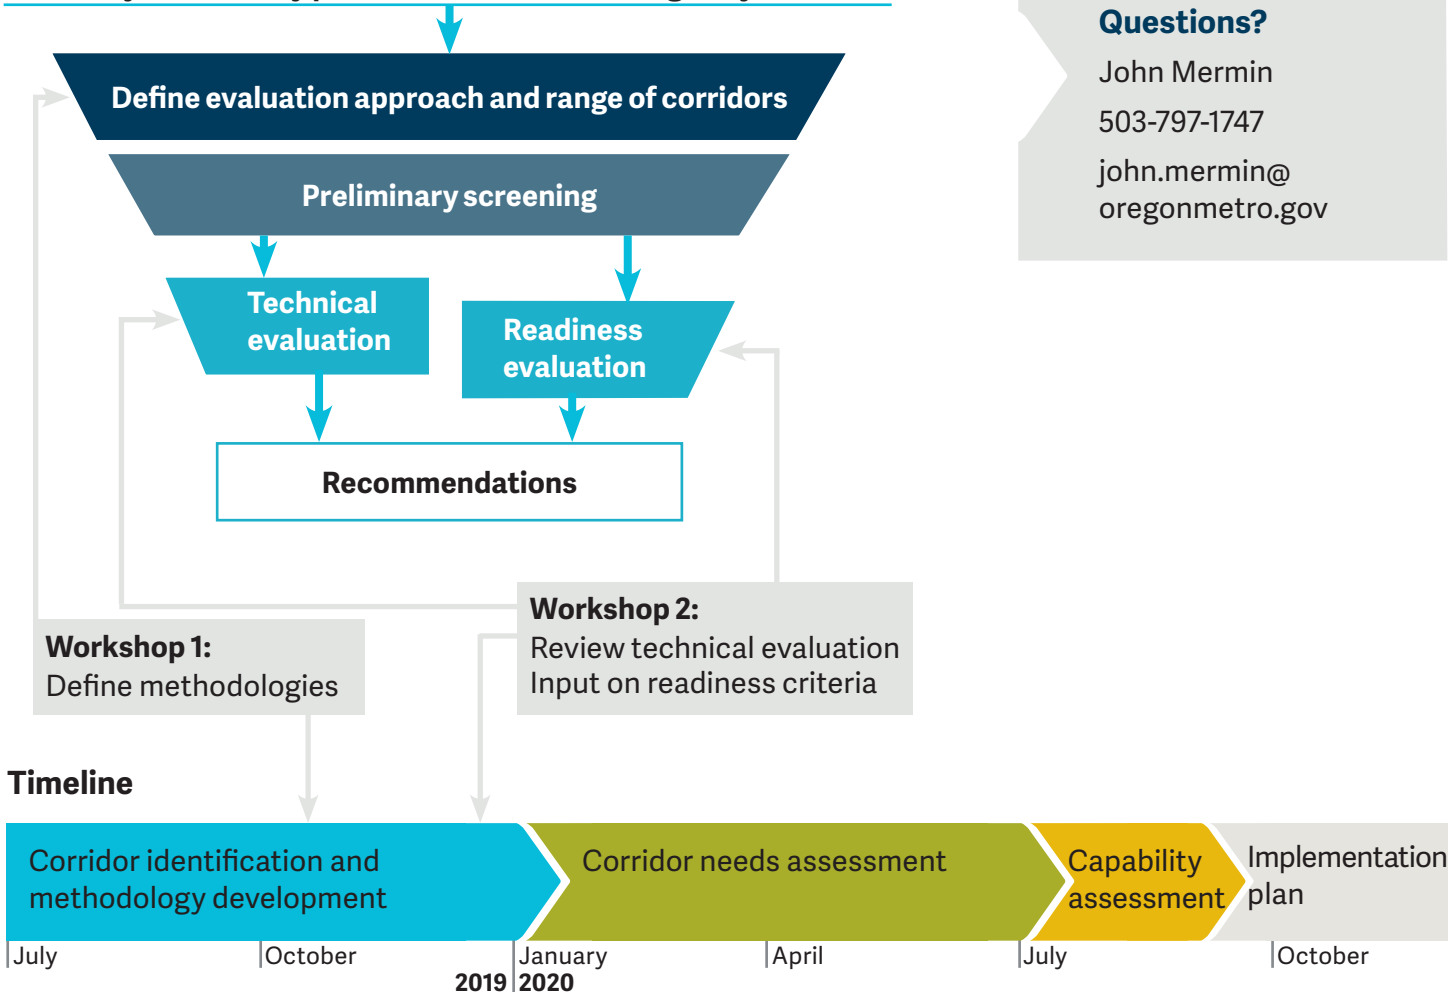 Define evaluation approach and range of corridors
Preliminary screening
Technical
evaluation
Readiness
evaluation
Recommendations
Questions?
John Mermin
503-797-1747
john.mermin@
oregonmetro.gov
Workshop 1:
Define methodologies
Workshop 2:
Review technical evaluation
Input on readiness criteria
Timeline
Corridor identification and
methodology development
Corridor needs assessment
Capability
assessment
Implementation
plan
July
October
January
April
July
October
2019
2020